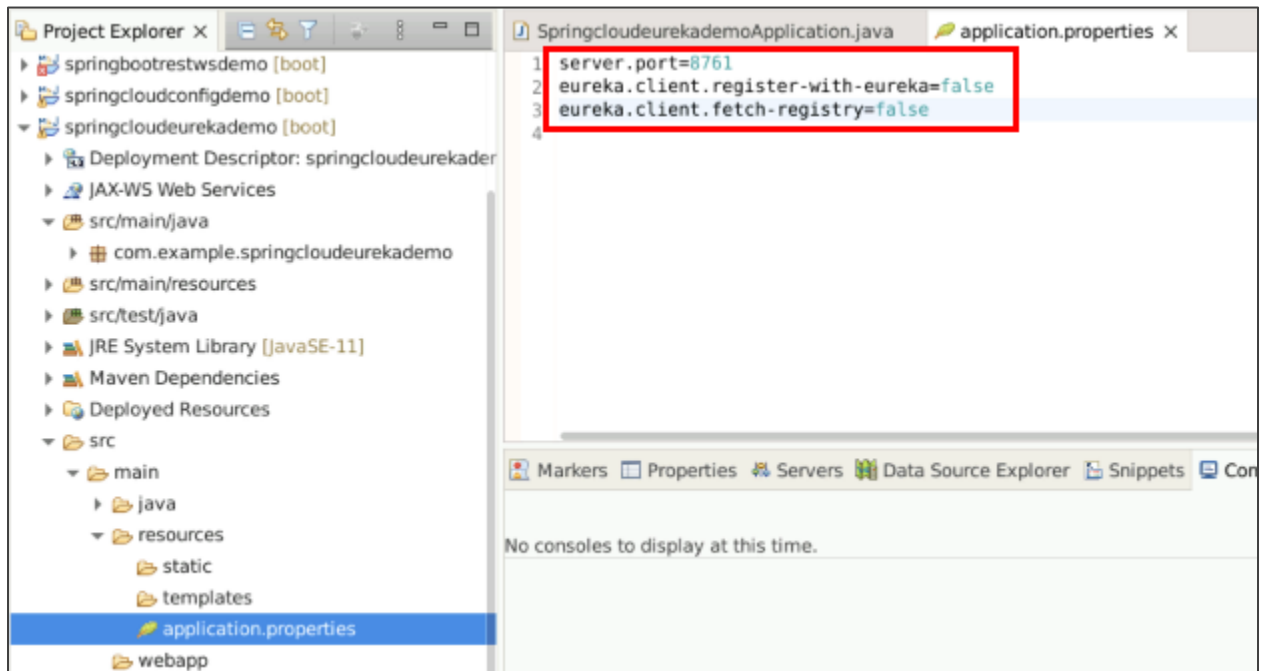 Project Explorer
springbootrestwsdemo [boot]
springcloudconfigdemo [boot]
springcloudeurekademo [boot]
Deployment Descriptor: springcloudeurekader
JAX-WS Web Services
src/main/java
com.example.springcloudeurekademo
src/main/resources
src/test/java
JRE System Library [JavaSE-11]
Maven Dependencies
Deployed Resources
src
main
java
resources
static
templates
application.properties
webapp
SpringcloudeurekademoApplication.java application.properties
1 server.port=8761
2 eureka.client.register-with-eureka=false
3 eureka.client.fetch-registry=false
4
Markers Properties Servers Data Source Explorer Snippets Con
No consoles to display at this time.